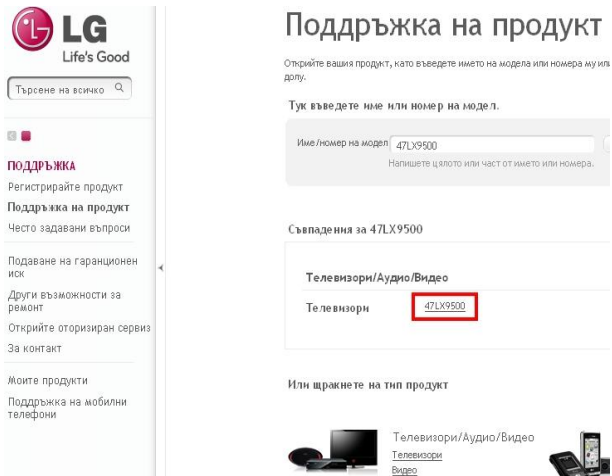 LG
Life's Good
Търсене на всичко
ПОДДРЪЖКА
Регистрирайте продукт
Поддръжка на продукт
Често задавани въпроси
Подаване на гаранционен
иск
Други възможности за
ремонт
Открийте оторизиран сервиз
За контакт
Моите продукти
Поддръжка на мобилни
телефони
Поддръжка на продукт
Открийте вашия продукт, като въведете името на модела или номера му или
долу.
Тук въведете име или номер на модел.
Име/номер на модел 47LX9500
Напишете цялото или част от името или номера.
Съвпадения за 47LX9500
Телевизори/Аудио/Видео
Телевизори 47LX9500
Или щракнете на тип продукт
Телевизори/Аудио/Видео
Телевизори
Видео